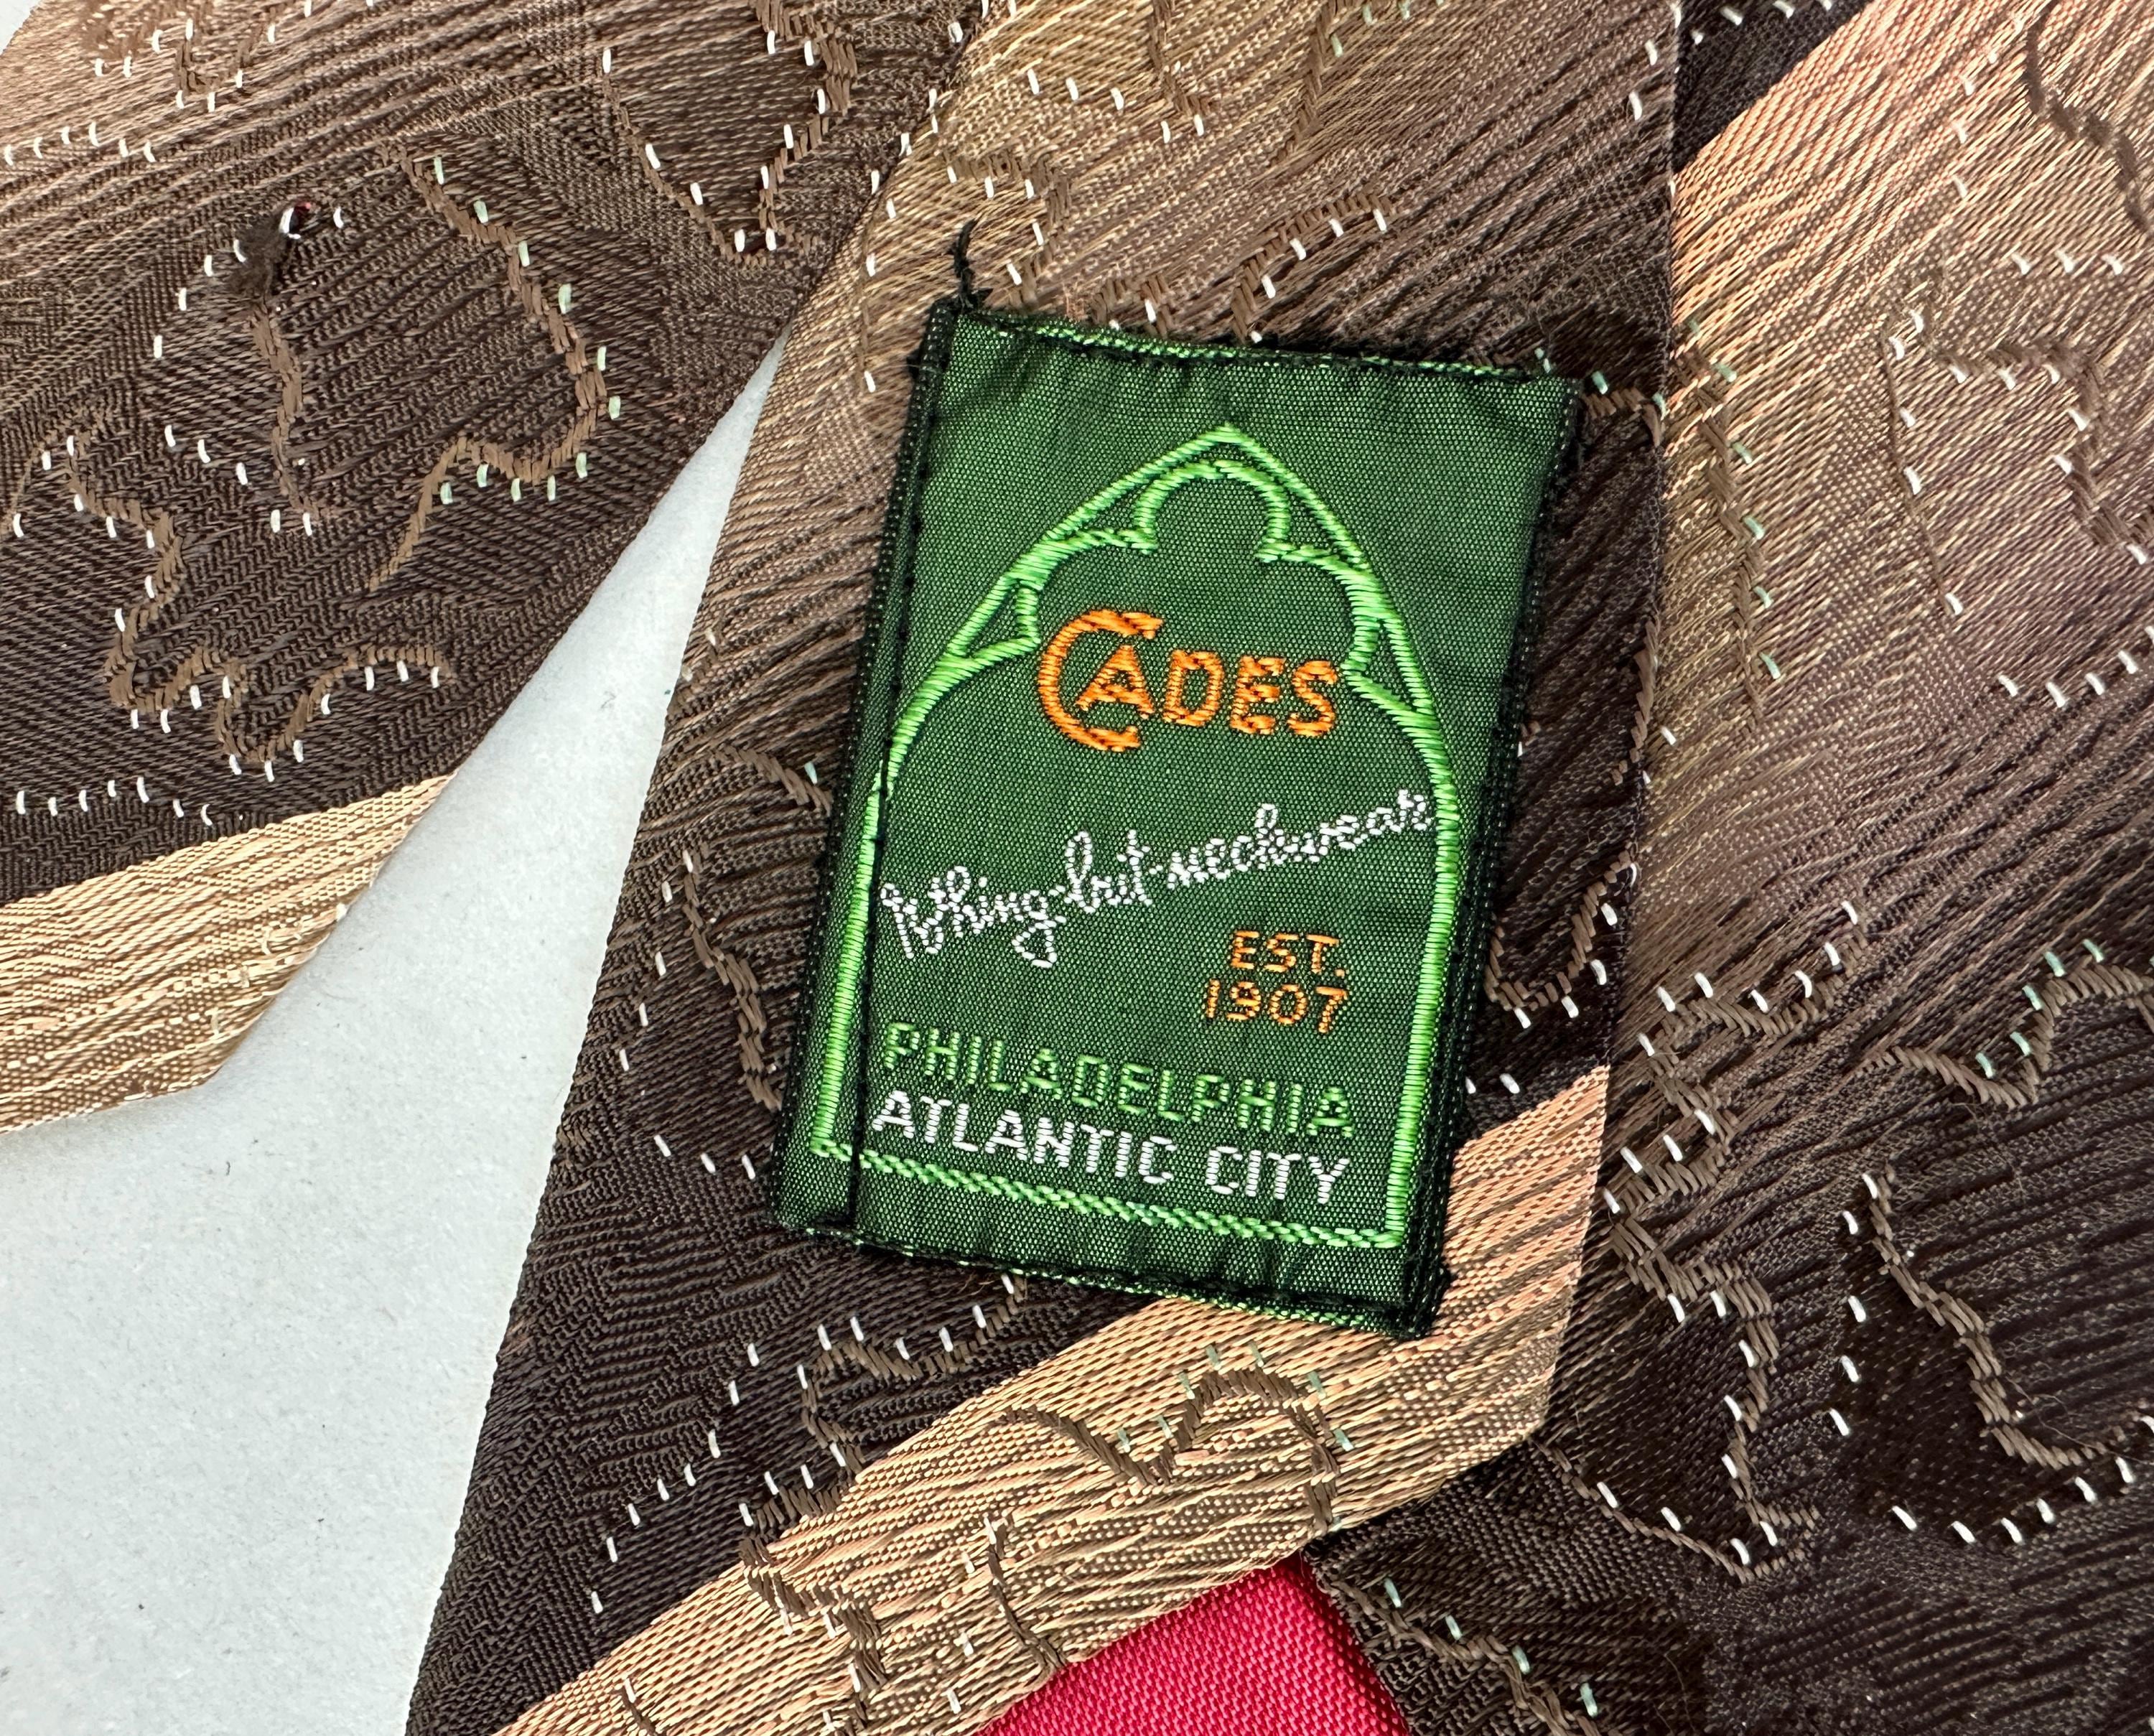 CADES
Nothing-but-neckwear
EST.
1907
PHILADELPHIA
ATLANTIC CITY